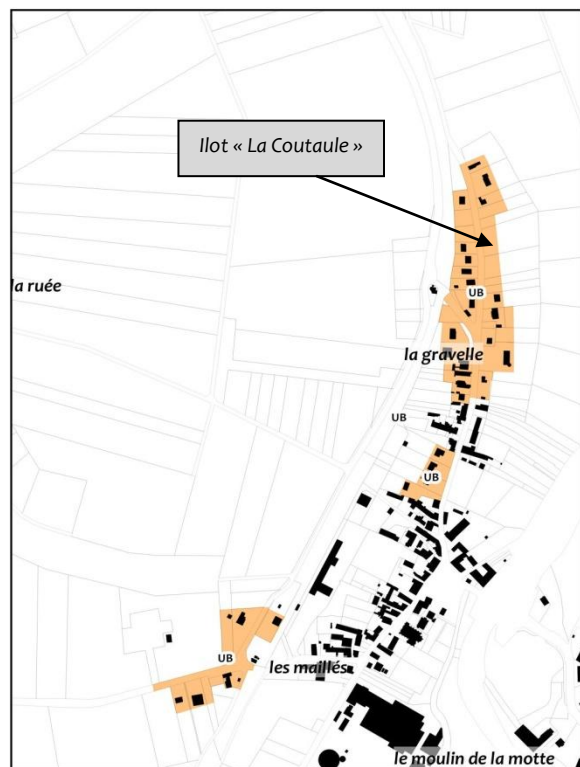 Ilot « La Coutaule »
la ruée
UB
la gravelle
UB
UB
UB
les maillés
le moulin de la motte